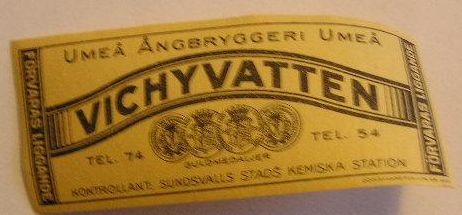 UMEÅ ÅNGBRYGGERI UMEÅ
VICHYVATTEN
TEL. 74
TEL. 54
GULDMEDALJER
KONTROLLANT: SUNDSVALLS STADS KEMISKA STATION
FÖRVARAS LIGGANDE
FÖRVARAS LIGGANDE